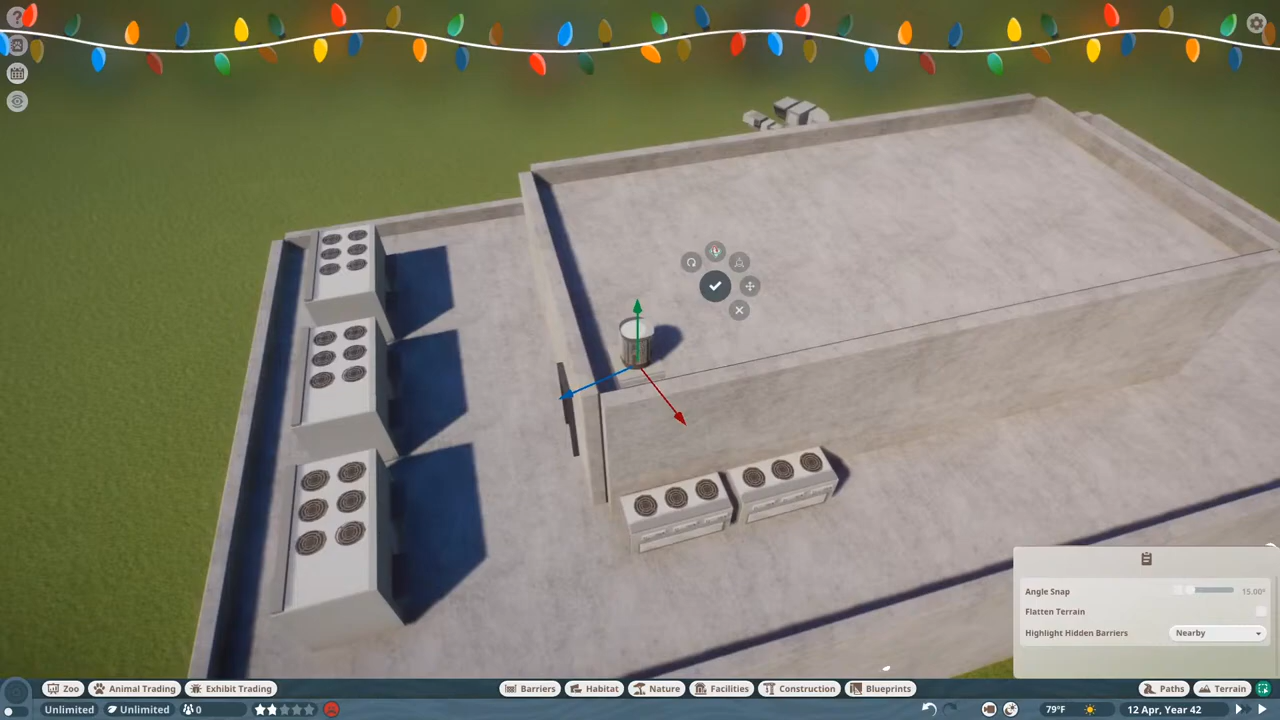 ?
Angle Snap 15.00°
Flatten Terrain
Highlight Hidden Barriers Nearby
Zoo Animal Trading Exhibit Trading Barriers Habitat Nature Facilities Construction Blueprints Paths Terrain
Unlimited Unlimited 0 79°F 12 Apr, Year 42